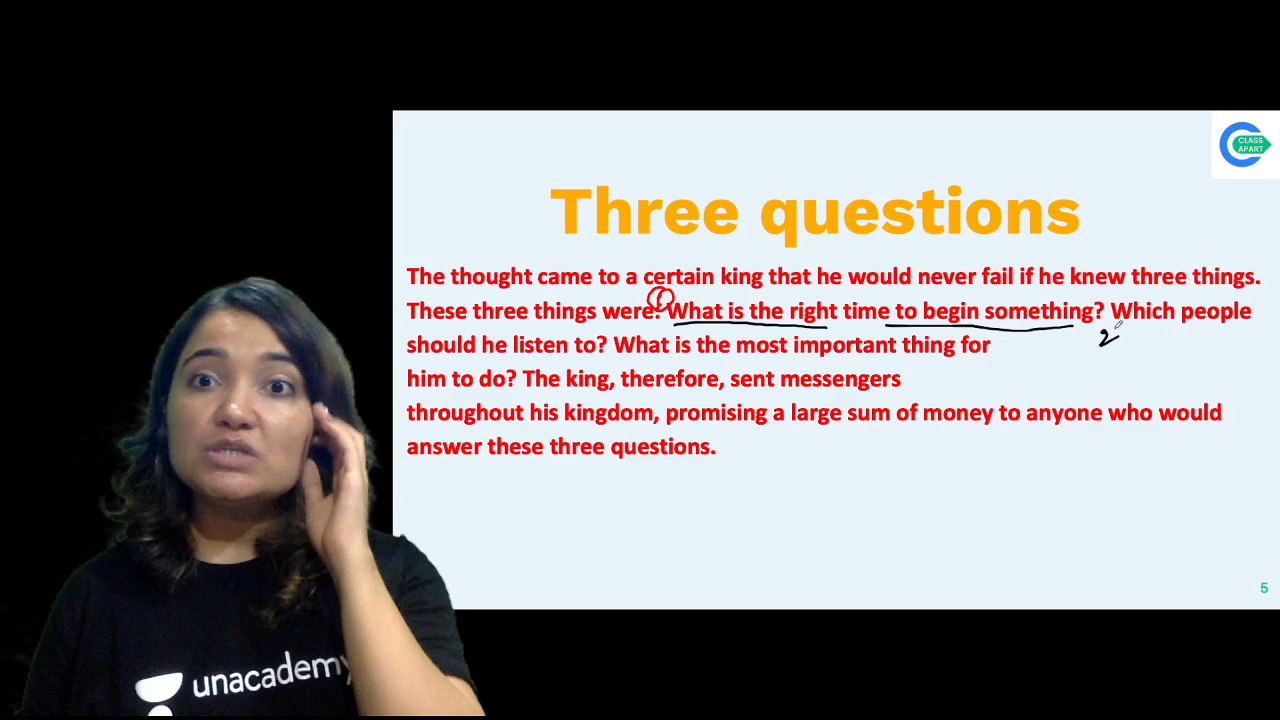 CLASS
APART
Three questions
The thought came to a certain king that he would never fail if he knew three things.
1
These three things were: What is the right time to begin something? Which people
2
should he listen to? What is the most important thing for
him to do? The king, therefore, sent messengers
throughout his kingdom, promising a large sum of money to anyone who would
answer these three questions.
5
unacademy